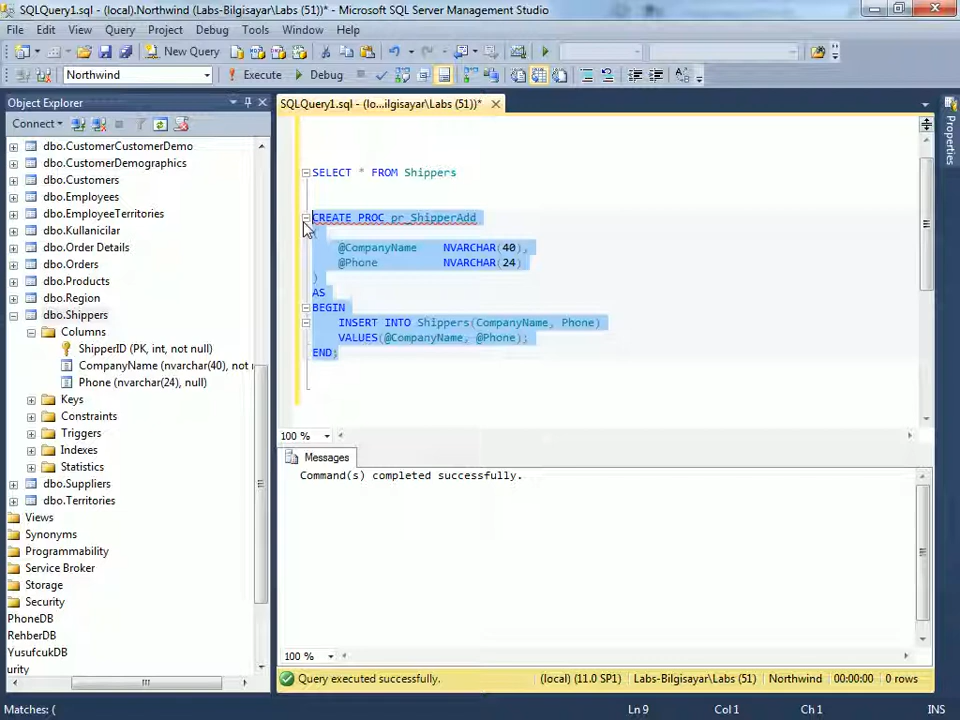 SQLQuery1.sql - (local).Northwind (Labs-Bilgisayar\Labs (51))* - Microsoft SQL Server Management Studio
File Edit View Query Project Debug Tools Window Help
New Query
Northwind Execute Debug
Object Explorer
Connect
dbo.CustomerCustomerDemo
dbo.CustomerDemographics
dbo.Customers
dbo.Employees
dbo.EmployeeTerritories
dbo.Kullanicilar
dbo.Order Details
dbo.Orders
dbo.Products
dbo.Region
dbo.Shippers
Columns
ShipperID (PK, int, not null)
CompanyName (nvarchar(40), not
Phone (nvarchar(24), null)
Keys
Constraints
Triggers
Indexes
Statistics
dbo.Suppliers
dbo.Territories
Views
Synonyms
Programmability
Service Broker
Storage
Security
PhoneDB
RehberDB
YusufcukDB
urity
SQLQuery1.sql - (lo...ilgisayar\Labs (51))*
SELECT * FROM Shippers
CREATE PROC pr_ShipperAdd
(
@CompanyName NVARCHAR(40),
@Phone NVARCHAR(24)
)
AS
BEGIN
INSERT INTO Shippers(CompanyName, Phone)
VALUES(@CompanyName, @Phone);
END;
100 %
Messages
Command(s) completed successfully.
100 %
Query executed successfully. (local) (11.0 SP1) Labs-Bilgisayar\Labs (51) Northwind 00:00:00 0 rows
Properties
Matches: ( Ln 9 Col 1 Ch 1 INS